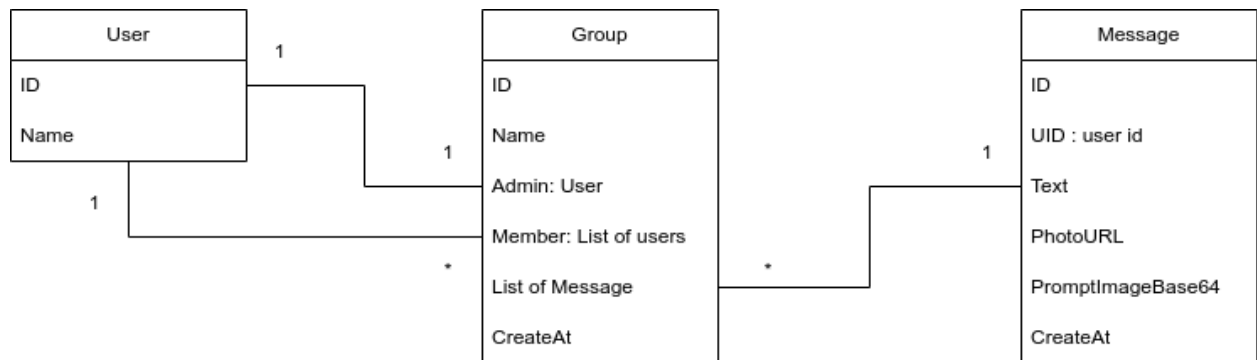 User
ID
Name
1
1
1
*
Group
ID
Name
Admin: User
Member: List of users
List of Message
CreateAt
*
1
Message
ID
UID : user id
Text
PhotoURL
PromptImageBase64
CreateAt